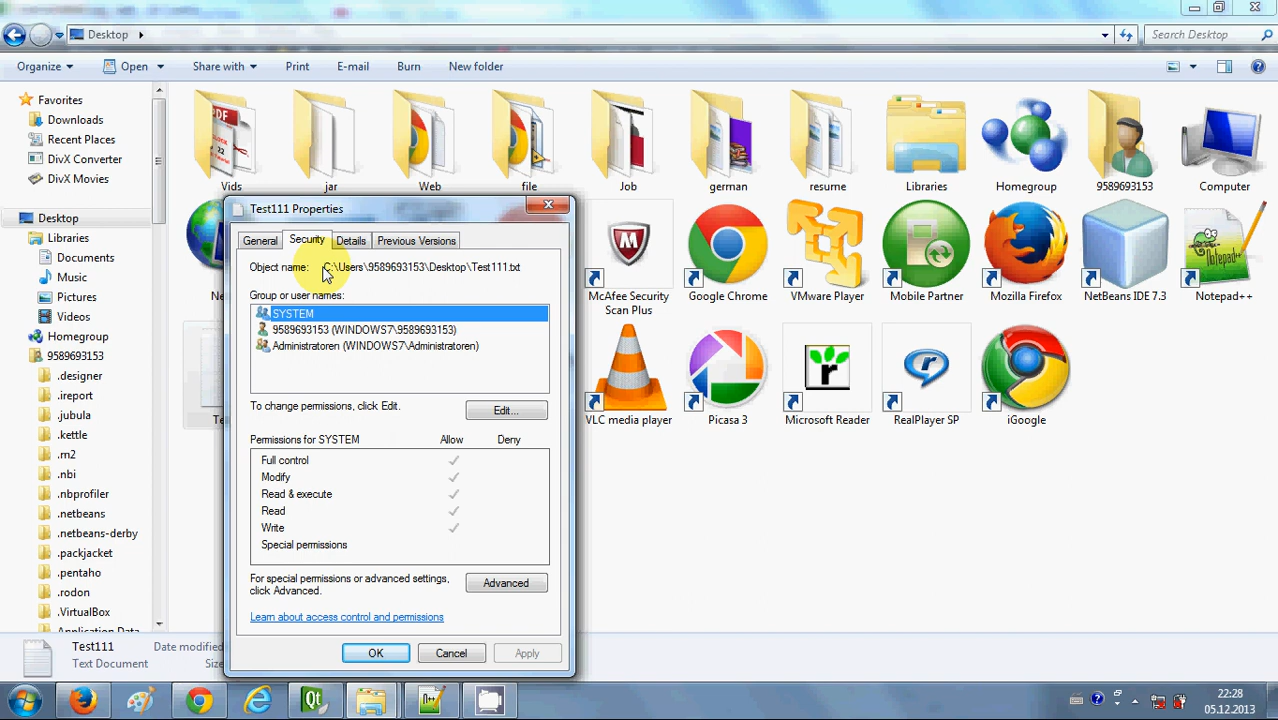 Desktop
Search Desktop
Organize
Open
Share with
Print
E-mail
Burn
New folder
Favorites
Downloads
Recent Places
DivX Converter
DivX Movies
Desktop
Libraries
Documents
Music
Pictures
Videos
Homegroup
9589693153
.designer
.ireport
.jubula
.kettle
.m2
.nbi
.nbprofiler
.netbeans
.netbeans-derby
.packjacket
.pentaho
.rodon
.VirtualBox
Application Data
PDF
Vids
jar
Web
file
Job
german
resume
Libraries
Homegroup
9589693153
Computer
McAfee Security
Scan Plus
Google Chrome
VMware Player
Mobile Partner
Mozilla Firefox
NetBeans IDE 7.3
Notepad++
VLC media player
Picasa 3
Microsoft Reader
RealPlayer SP
iGoogle
Test111 Properties
General
Security
Details
Previous Versions
Object name: C:\Users\9589693153\Desktop\Test111.txt
Group or user names:
SYSTEM
9589693153 (WINDOWS7\9589693153)
Administratoren (WINDOWS7\Administratoren)
To change permissions, click Edit.
Edit...
Permissions for SYSTEM
Allow
Deny
Full control
Modify
Read & execute
Read
Write
Special permissions
For special permissions or advanced settings,
click Advanced.
Advanced
Learn about access control and permissions
OK
Cancel
Apply
Test111
Date modified
Text Document
22:28
05.12.2013